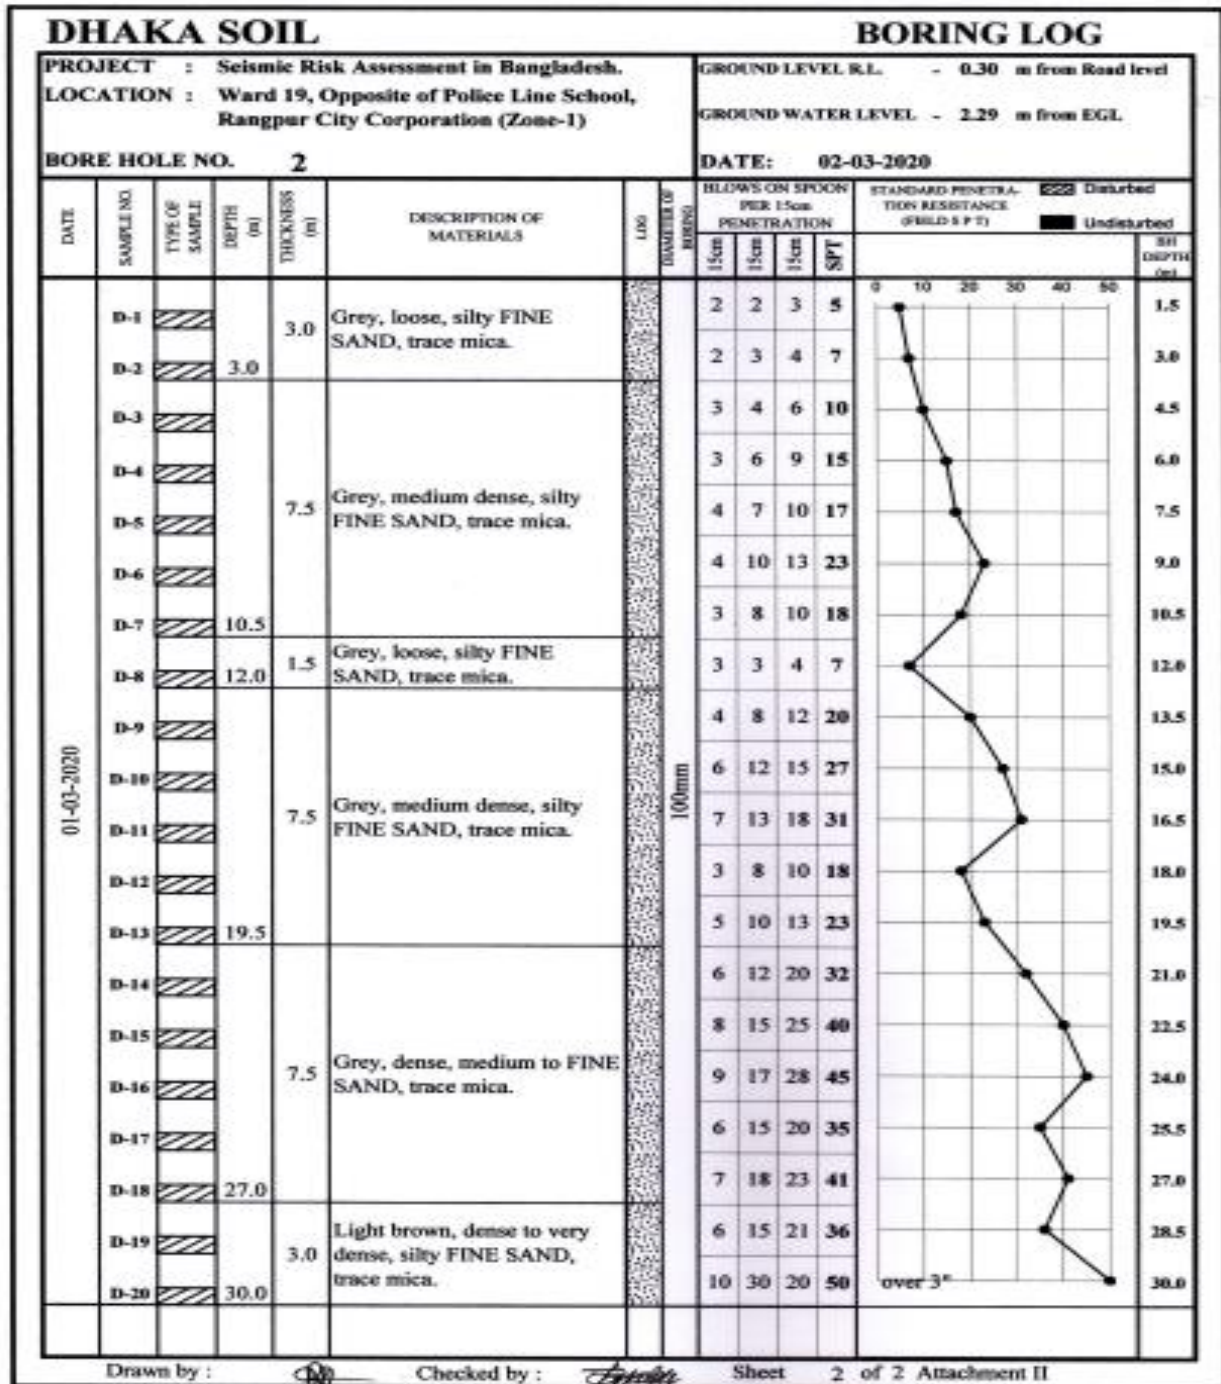 DHAKA SOIL
BORING LOG
PROJECT : Seismic Risk Assessment in Bangladesh.
LOCATION : Ward 19, Opposite of Police Line School,
Rangpur City Corporation (Zone-1)
BORE HOLE NO. 2
GROUND LEVEL R.L. - 0.30 m from Road level
GROUND WATER LEVEL - 2.29 m from EGL
DATE: 02-03-2020
DATE
SAMPLE NO.
TYPE OF
SAMPLE
DEPTH
(m)
THICKNESS
(m)
DESCRIPTION OF
MATERIALS
LOG
DIAMETER OF
BORING
BLOWS ON SPOON
PER 15cm
PENETRATION
15cm 15cm 15cm SPT
STANDARD PENETRA-
TION RESISTANCE
(FIELD S P T)
Disturbed
Undisturbed
BH
DEPTH
(m)
0 10 20 30 40 50
01-03-2020
100mm
D-1 2 2 3 5 1.5
3.0 Grey, loose, silty FINE
SAND, trace mica.
D-2 3.0 2 3 4 7 3.0
D-3 3 4 6 10 4.5
D-4 3 6 9 15 6.0
7.5 Grey, medium dense, silty
FINE SAND, trace mica.
D-5 4 7 10 17 7.5
D-6 4 10 13 23 9.0
D-7 10.5 3 8 10 18 10.5
1.5 Grey, loose, silty FINE
SAND, trace mica.
D-8 12.0 3 3 4 7 12.0
D-9 4 8 12 20 13.5
D-10 6 12 15 27 15.0
7.5 Grey, medium dense, silty
FINE SAND, trace mica.
D-11 7 13 18 31 16.5
D-12 3 8 10 18 18.0
D-13 19.5 5 10 13 23 19.5
D-14 6 12 20 32 21.0
D-15 8 15 25 40 22.5
7.5 Grey, dense, medium to FINE
SAND, trace mica.
D-16 9 17 28 45 24.0
D-17 6 15 20 35 25.5
D-18 27.0 7 18 23 41 27.0
D-19 6 15 21 36 28.5
3.0 Light brown, dense to very
dense, silty FINE SAND,
trace mica.
D-20 30.0 10 30 20 50 over 3" 30.0
Drawn by : Checked by : Sheet 2 of 2 Attachment II